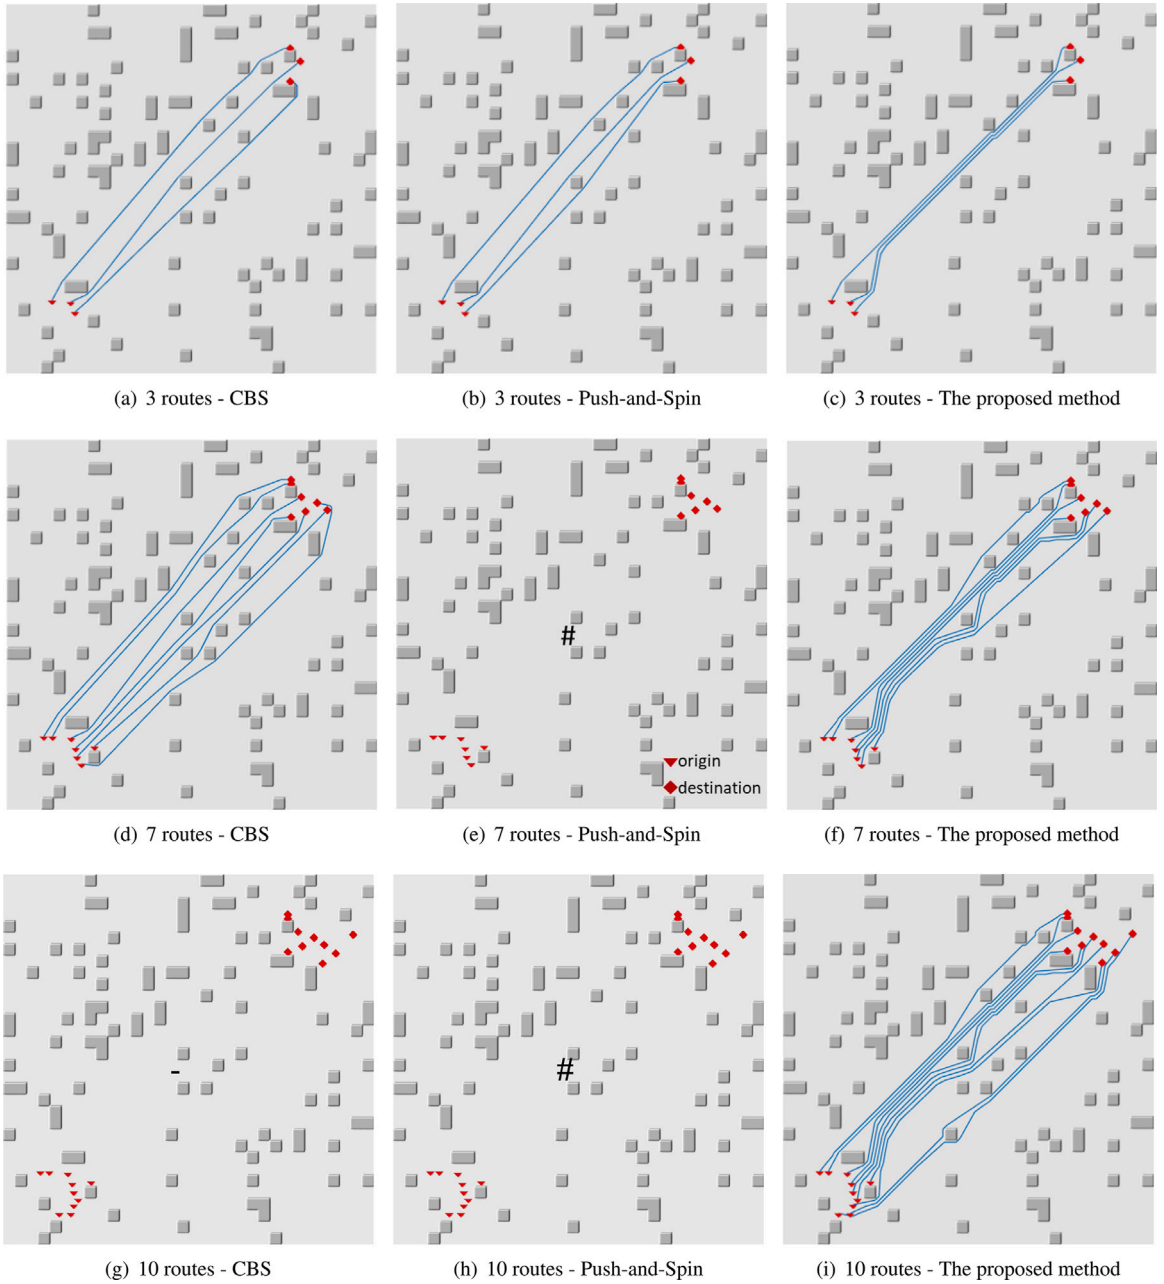 (a) 3 routes - CBS
(b) 3 routes - Push-and-Spin
(c) 3 routes - The proposed method
#
origin
destination
(d) 7 routes - CBS
(e) 7 routes - Push-and-Spin
(f) 7 routes - The proposed method
-
#
(g) 10 routes - CBS
(h) 10 routes - Push-and-Spin
(i) 10 routes - The proposed method